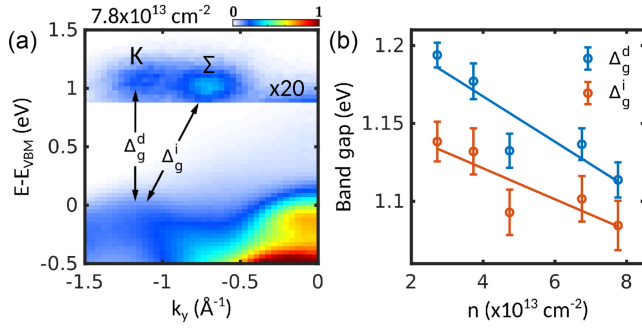 7.8x10¹³ cm⁻²
0 1
(a)
E-E_VBM (eV)
1.5
1
0.5
0
-0.5
K
Σ
x20
Δ_g^d
Δ_g^i
-1.5 -1 -0.5 0
k_y (Å⁻¹)
(b)
Band gap (eV)
1.2
1.15
1.1
Δ_g^d
Δ_g^i
2 4 6 8
n (x10¹³ cm⁻²)